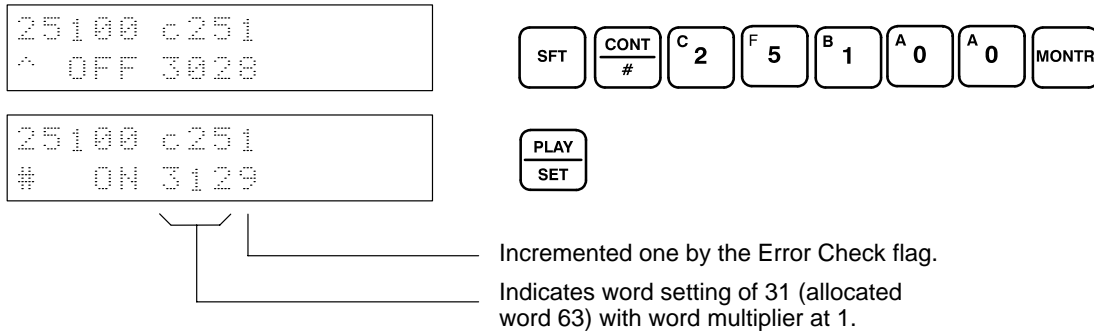 25100 c251
^ OFF 3028
SFT CONT # C 2 F 5 B 1 A 0 A 0 MONTR
25100 c251
# ON 3129
PLAY SET
Incremented one by the Error Check flag.
Indicates word setting of 31 (allocated
word 63) with word multiplier at 1.